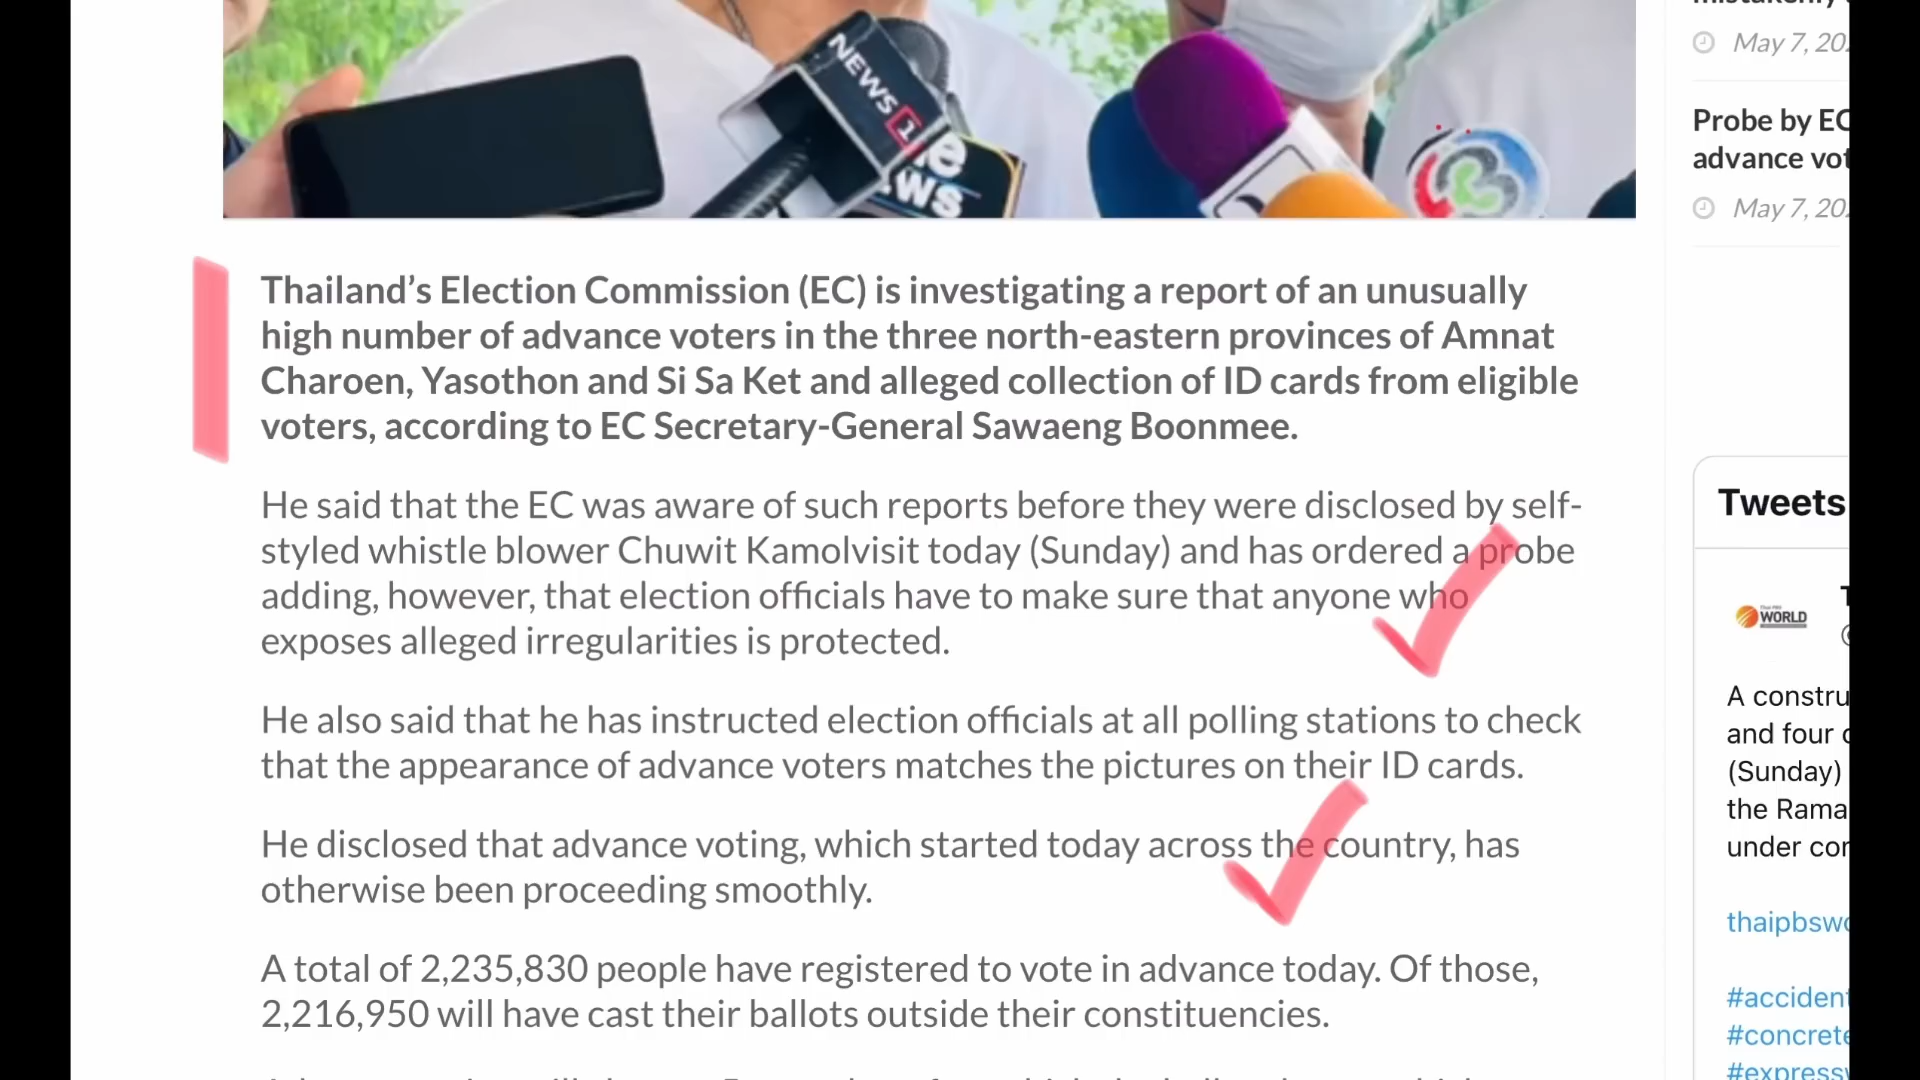 NEWS 1
WS
May 7, 20
Probe by EC
advance vot
May 7, 20
Thailand’s Election Commission (EC) is investigating a report of an unusually
high number of advance voters in the three north-eastern provinces of Amnat
Charoen, Yasothon and Si Sa Ket and alleged collection of ID cards from eligible
voters, according to EC Secretary-General Sawaeng Boonmee.
He said that the EC was aware of such reports before they were disclosed by self-
styled whistle blower Chuwit Kamolvisit today (Sunday) and has ordered a probe
adding, however, that election officials have to make sure that anyone who
exposes alleged irregularities is protected.
He also said that he has instructed election officials at all polling stations to check
that the appearance of advance voters matches the pictures on their ID cards.
He disclosed that advance voting, which started today across the country, has
otherwise been proceeding smoothly.
A total of 2,235,830 people have registered to vote in advance today. Of those,
2,216,950 will have cast their ballots outside their constituencies.
Tweets
WORLD
A constru
and four
(Sunday)
the Rama
under con
thaipbswo
#accident
#concrete
#expressw